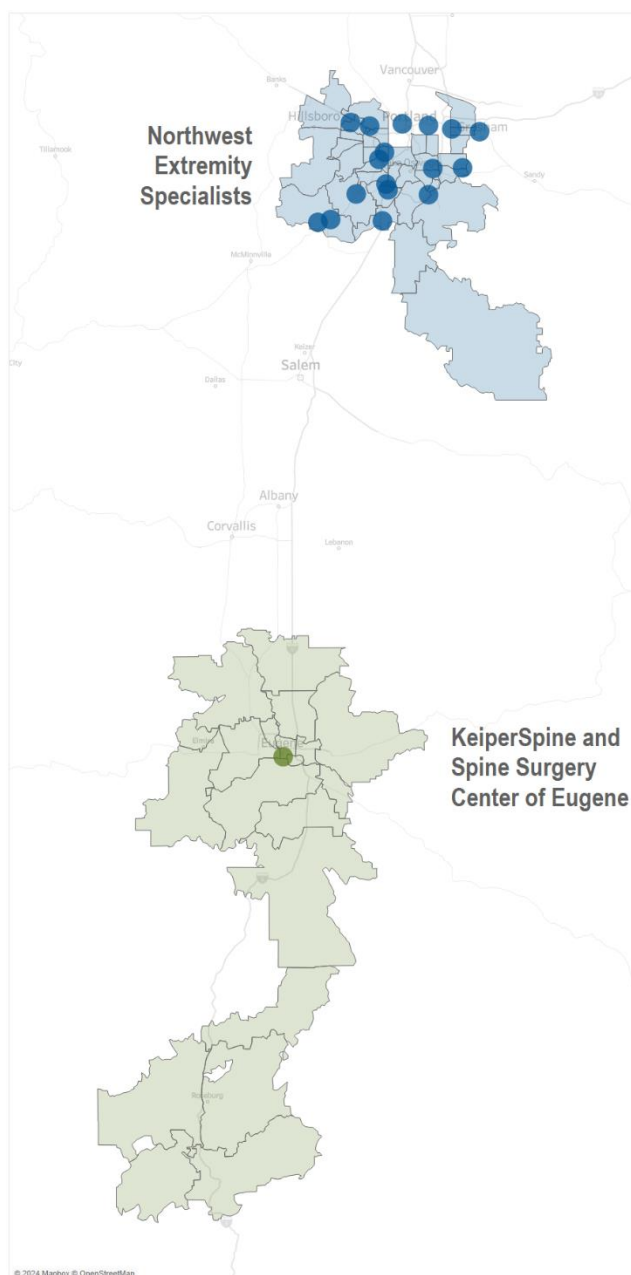 Vancouver
Banks
Hillsboro
Portland
Northwest
Extremity
Specialists
Tillamook
Sandy
McMinnville
City
Keizer
Salem
Dallas
Albany
Corvallis
Lebanon
Eugene
KeiperSpine and
Spine Surgery
Center of Eugene
Roseburg
© 2024 Mapbox © OpenStreetMap